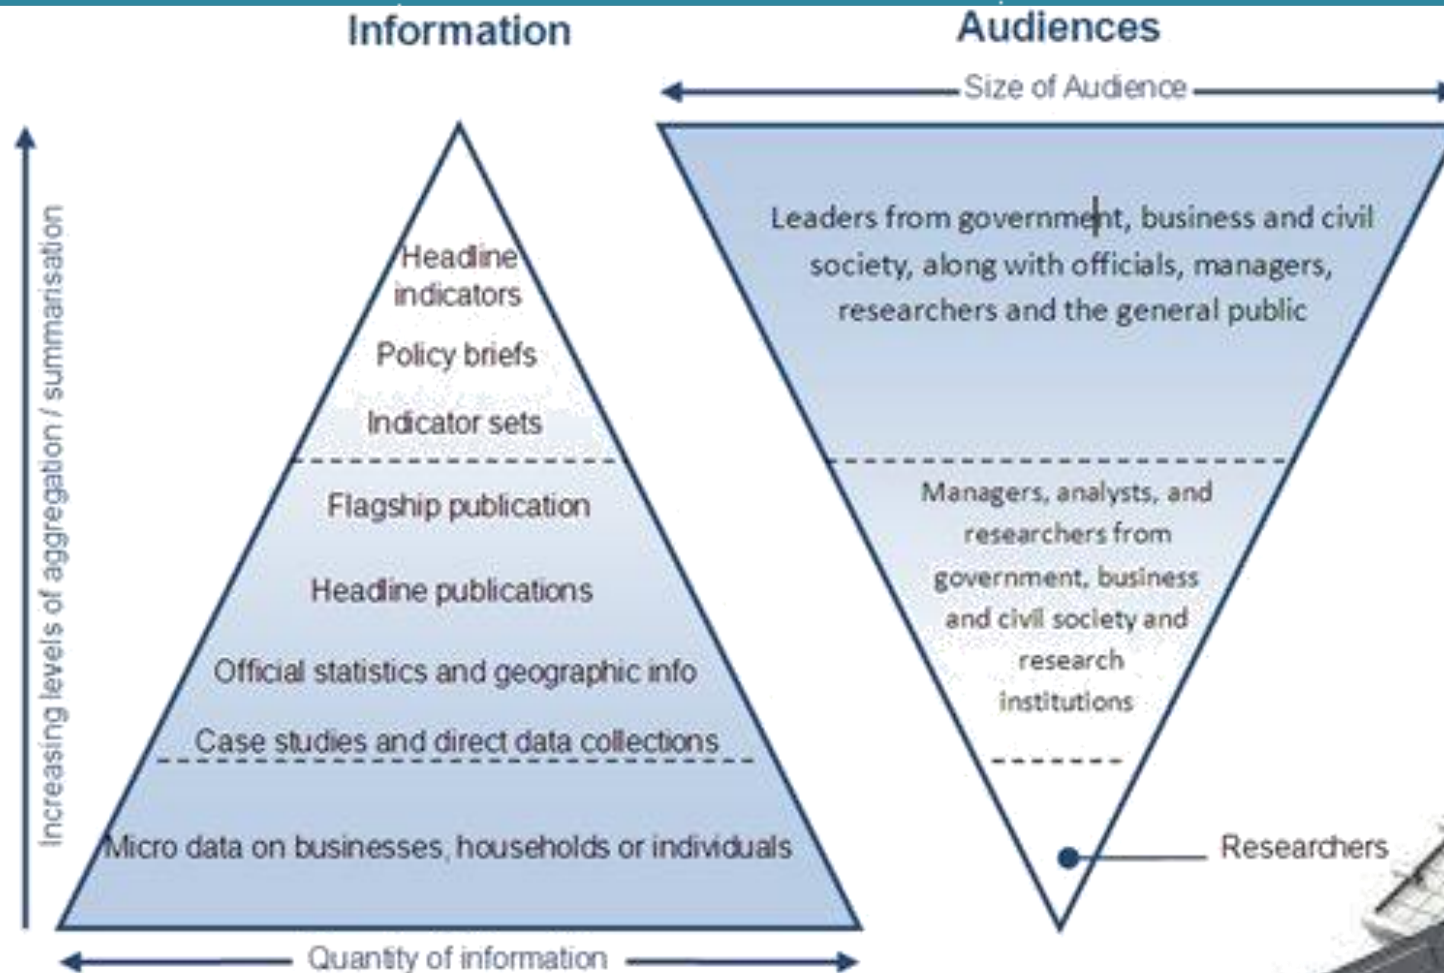 Information
Audiences
Size of Audience
Increasing levels of aggregation / summarisation
Headline
indicators
Policy briefs
Indicator sets
Flagship publication
Headline publications
Official statistics and geographic info
Case studies and direct data collections
Micro data on businesses, households or individuals
Quantity of information
Leaders from government, business and civil
society, along with officials, managers,
researchers and the general public
Managers, analysts, and
researchers from
government, business
and civil society and
research
institutions
Researchers